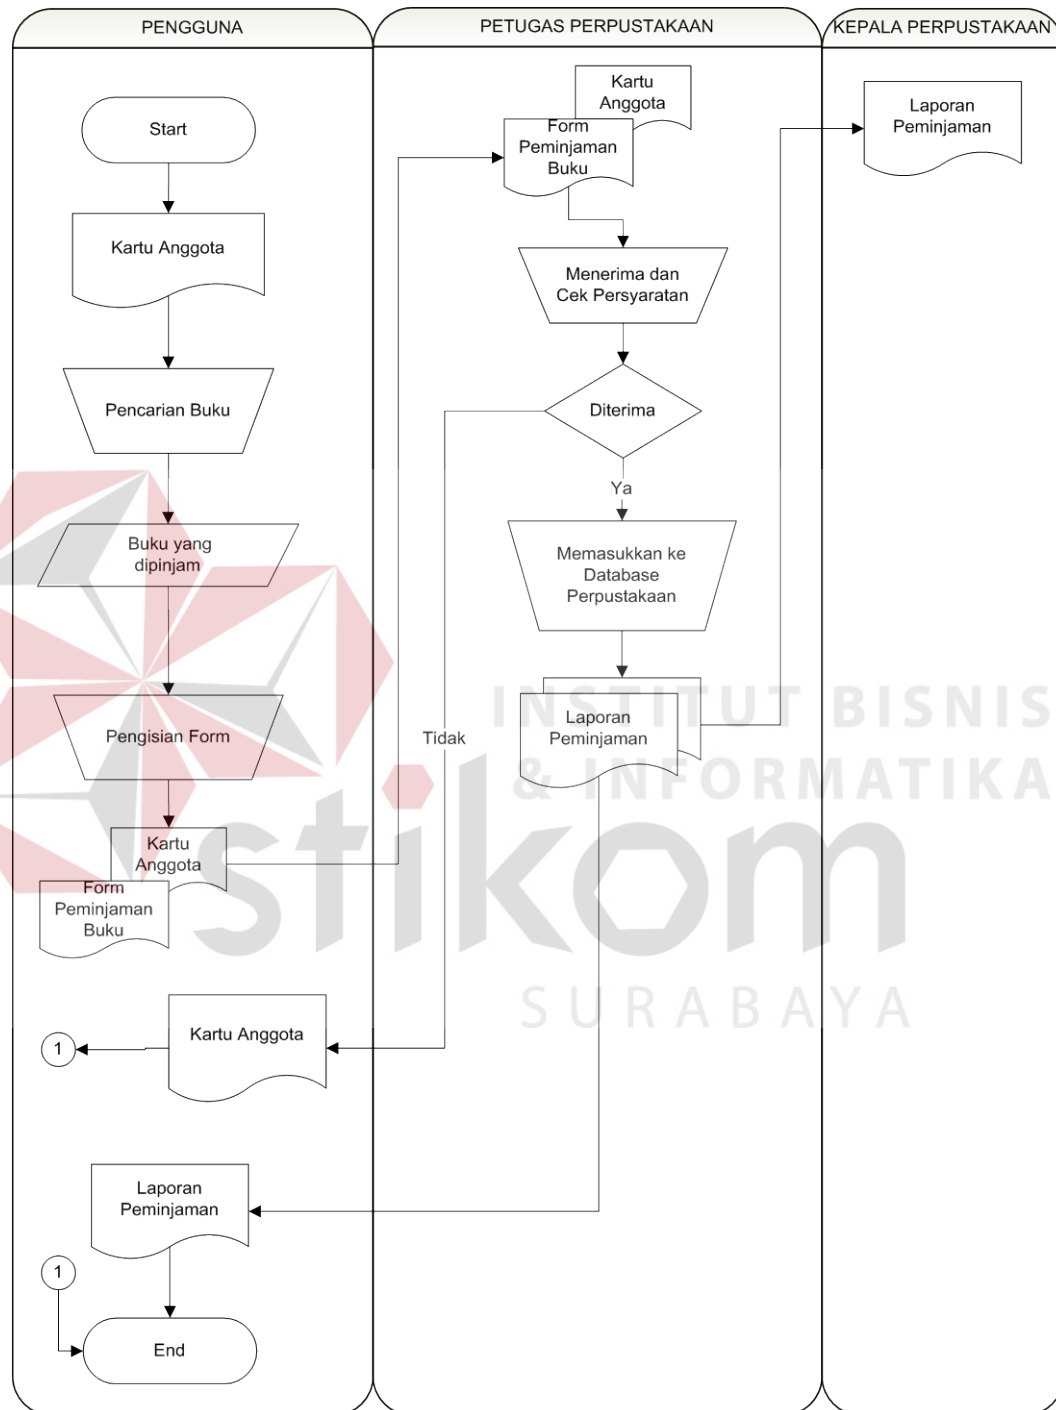 PENGGUNA
PETUGAS PERPUSTAKAAN
KEPALA PERPUSTAKAAN
Start
Kartu Anggota
Pencarian Buku
Buku yang
dipinjam
Pengisian Form
Kartu
Anggota
Form
Peminjaman
Buku
Kartu Anggota
1
Laporan
Peminjaman
1
End
Kartu
Anggota
Form
Peminjaman
Buku
Menerima dan
Cek Persyaratan
Diterima
Ya
Tidak
Memasukkan ke
Database
Perpustakaan
Laporan
Peminjaman
Laporan
Peminjaman
INSTITUT BISNIS
& INFORMATIKA
stikom
SURABAYA